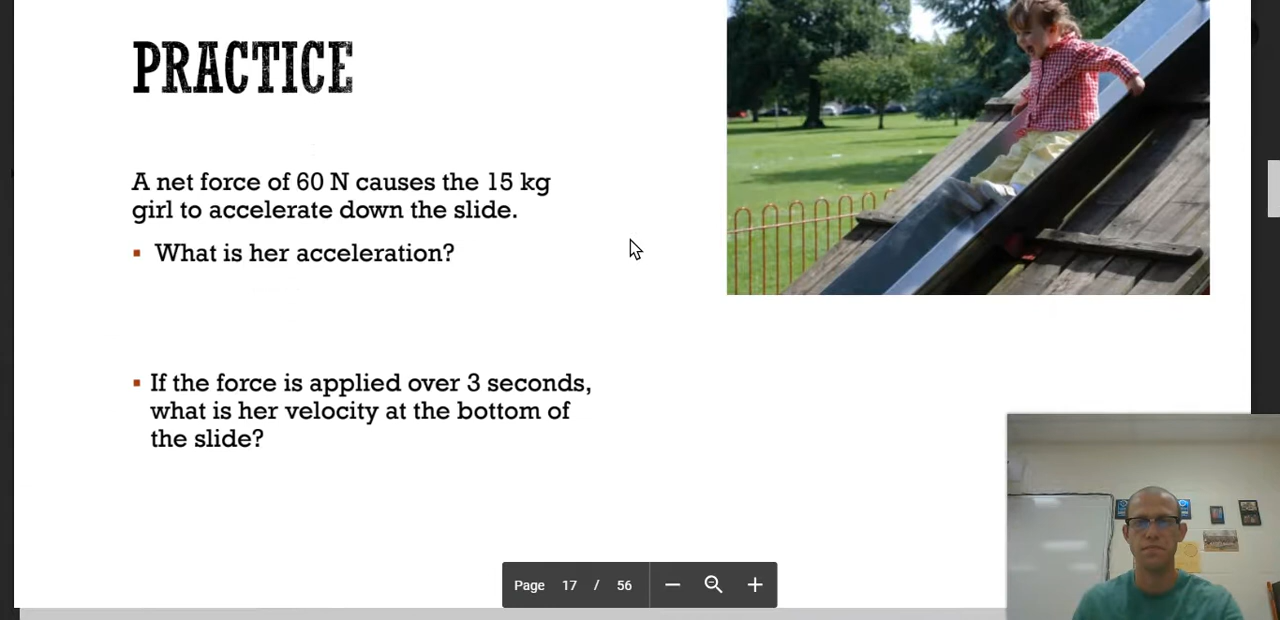 PRACTICE
A net force of 60 N causes the 15 kg
girl to accelerate down the slide.
▪ What is her acceleration?
▪ If the force is applied over 3 seconds,
what is her velocity at the bottom of
the slide?
Page 17 / 56